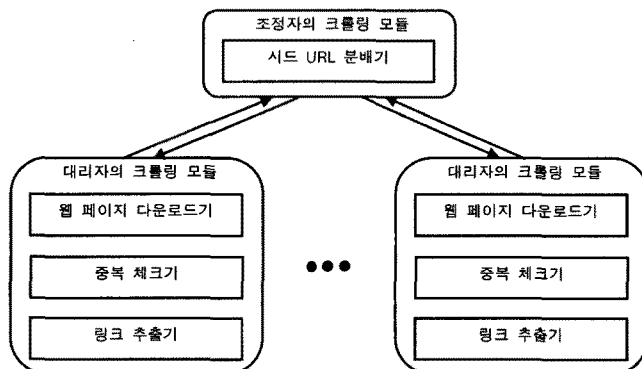 조정자의 크롤링 모듈
시드 URL 분배기
대리자의 크롤링 모듈
웹 페이지 다운로드기
중복 체크기
링크 추출기
대리자의 크롤링 모듈
웹 페이지 다운로드기
중복 체크기
링크 추출기